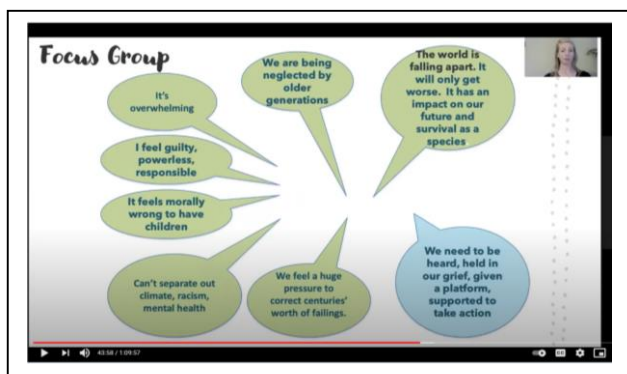 Focus Group
It's
overwhelming
I feel guilty,
powerless,
responsible
It feels morally
wrong to have
children
Can't separate out
climate, racism,
mental health
We are being
neglected by
older
generations
We feel a huge
pressure to
correct centuries'
worth of failings.
The world is
falling apart. It
will only get
worse. It has an
impact on our
future and
survival as a
species
We need to be
heard, held in
our grief, given
a platform,
supported to
take action
43:58 / 1:09:57